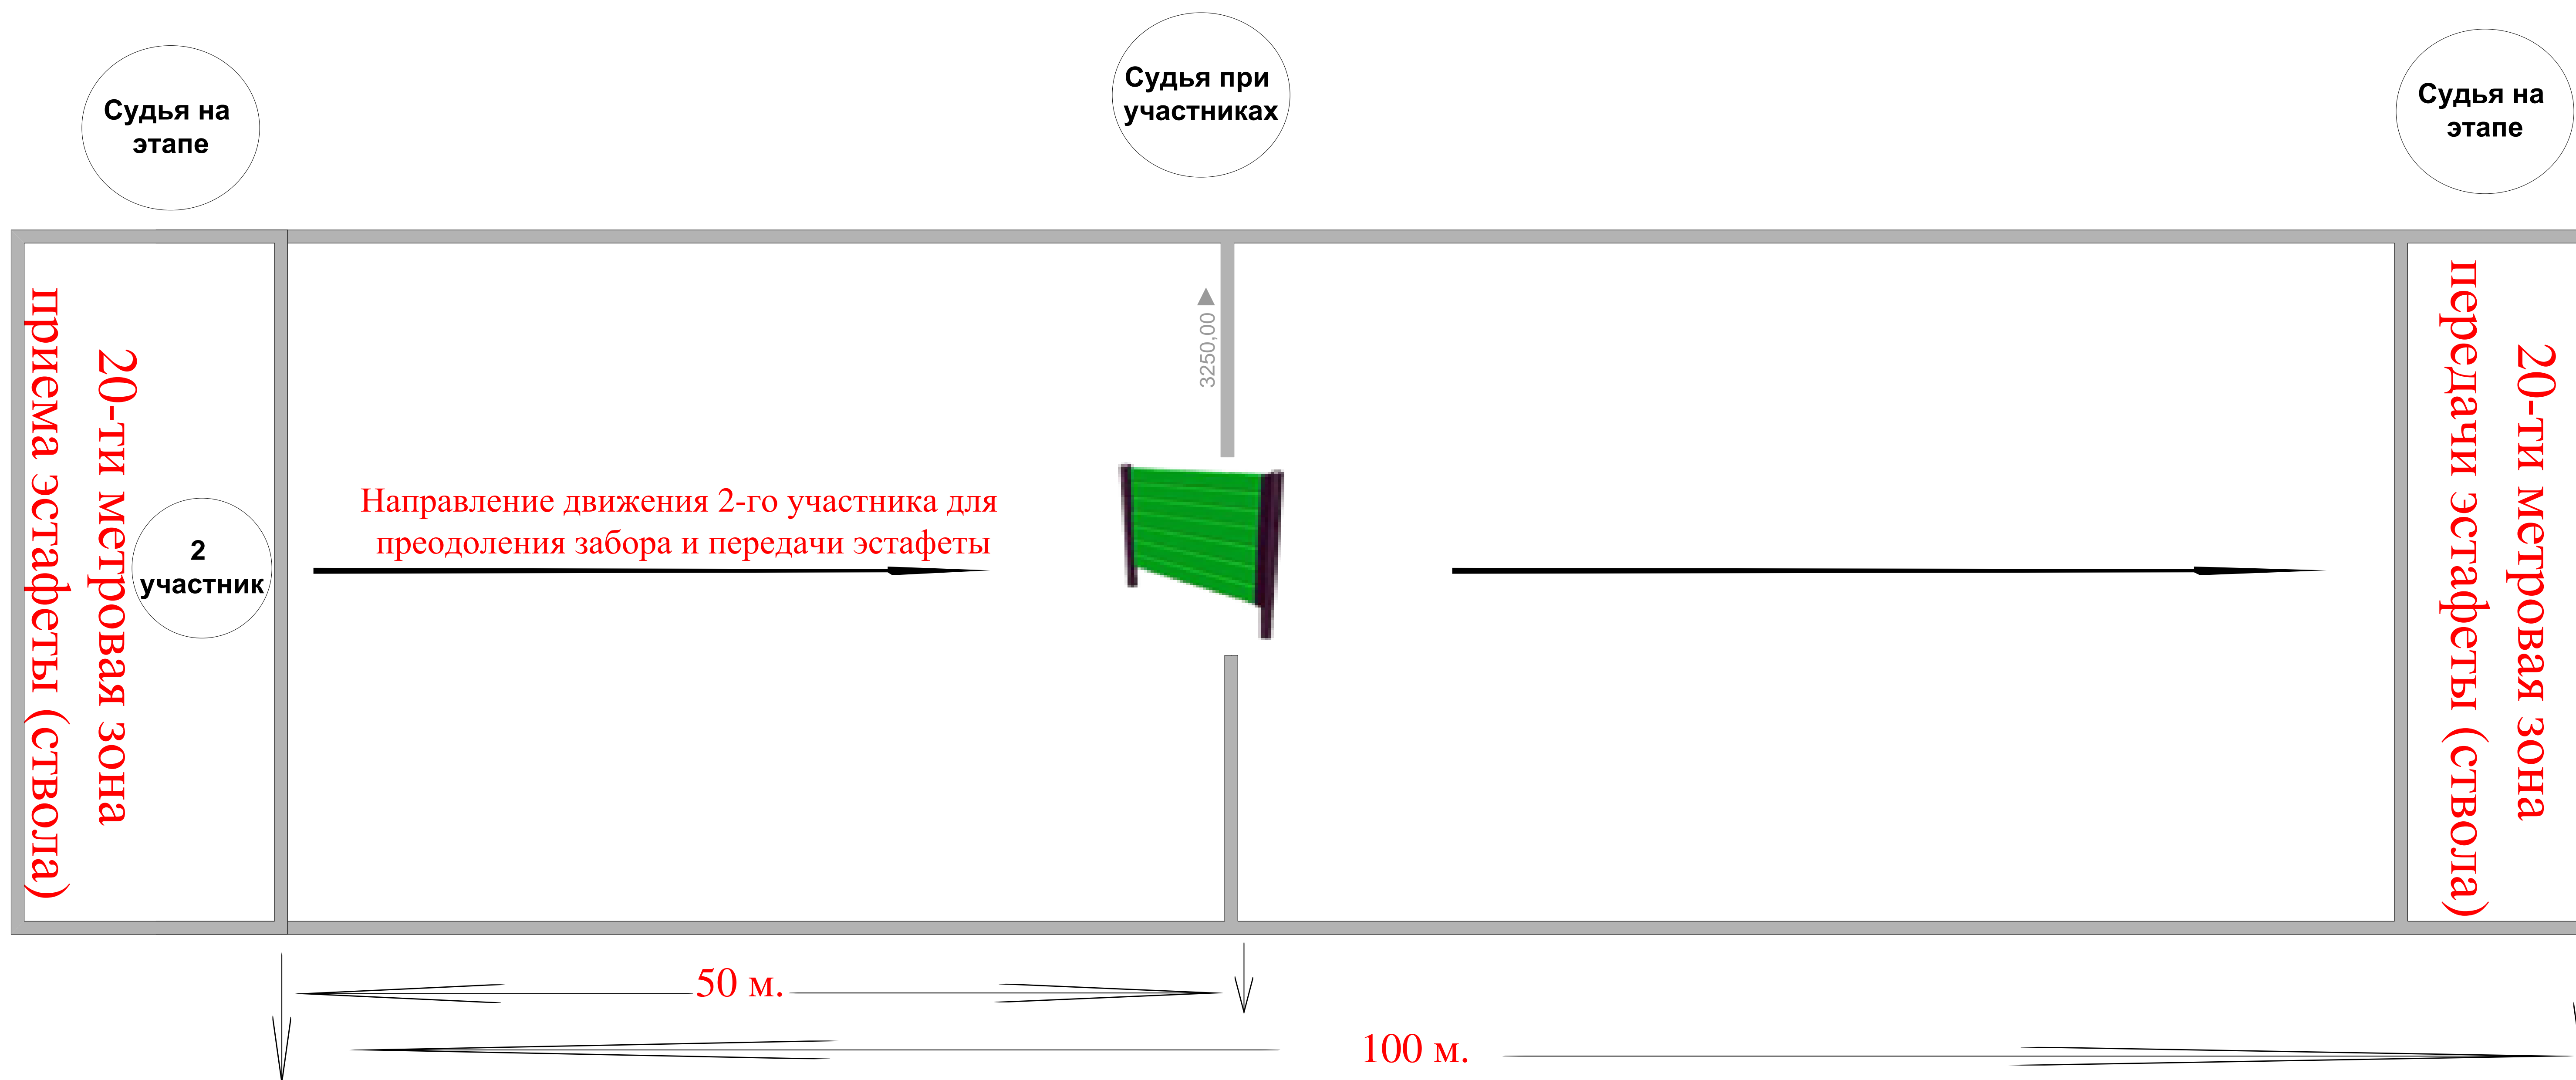 Судья на
этапе
Судья при
участниках
Судья на
этапе
20-ти метровая зона
приема эстафеты (ствола)
2
участник
Направление движения 2-го участника для
преодоления забора и передачи эстафеты
3250,00
20-ти метровая зона
передачи эстафеты (ствола)
50 м.
100 м.